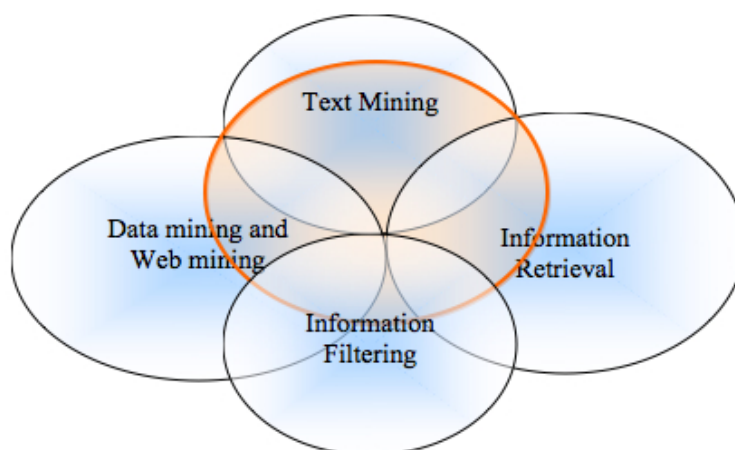 Text Mining
Data mining and
Web mining
Information
Retrieval
Information
Filtering